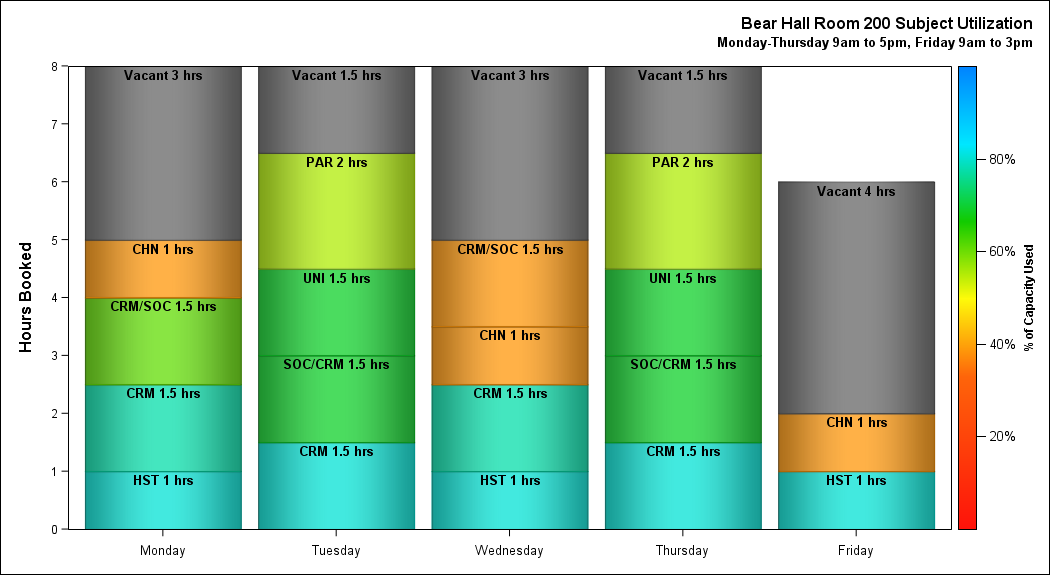 Bear Hall Room 200 Subject Utilization
Monday-Thursday 9am to 5pm, Friday 9am to 3pm
Hours Booked
8
7
6
5
4
3
2
1
0
Vacant 3 hrs
CHN 1 hrs
CRM/SOC 1.5 hrs
CRM 1.5 hrs
HST 1 hrs
Monday
Vacant 1.5 hrs
PAR 2 hrs
UNI 1.5 hrs
SOC/CRM 1.5 hrs
CRM 1.5 hrs
Tuesday
Vacant 3 hrs
CRM/SOC 1.5 hrs
CHN 1 hrs
CRM 1.5 hrs
HST 1 hrs
Wednesday
Vacant 1.5 hrs
PAR 2 hrs
UNI 1.5 hrs
SOC/CRM 1.5 hrs
CRM 1.5 hrs
Thursday
Vacant 4 hrs
CHN 1 hrs
HST 1 hrs
Friday
80%
60%
40%
20%
% of Capacity Used